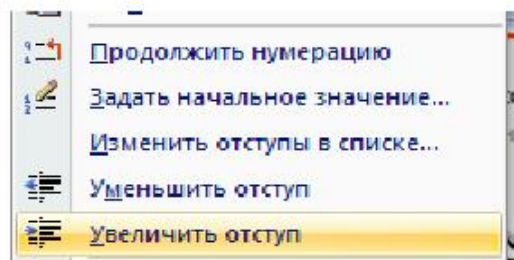 Продолжить нумерацию
Задать начальное значение...
Изменить отступы в списке...
Уменьшить отступ
Увеличить отступ